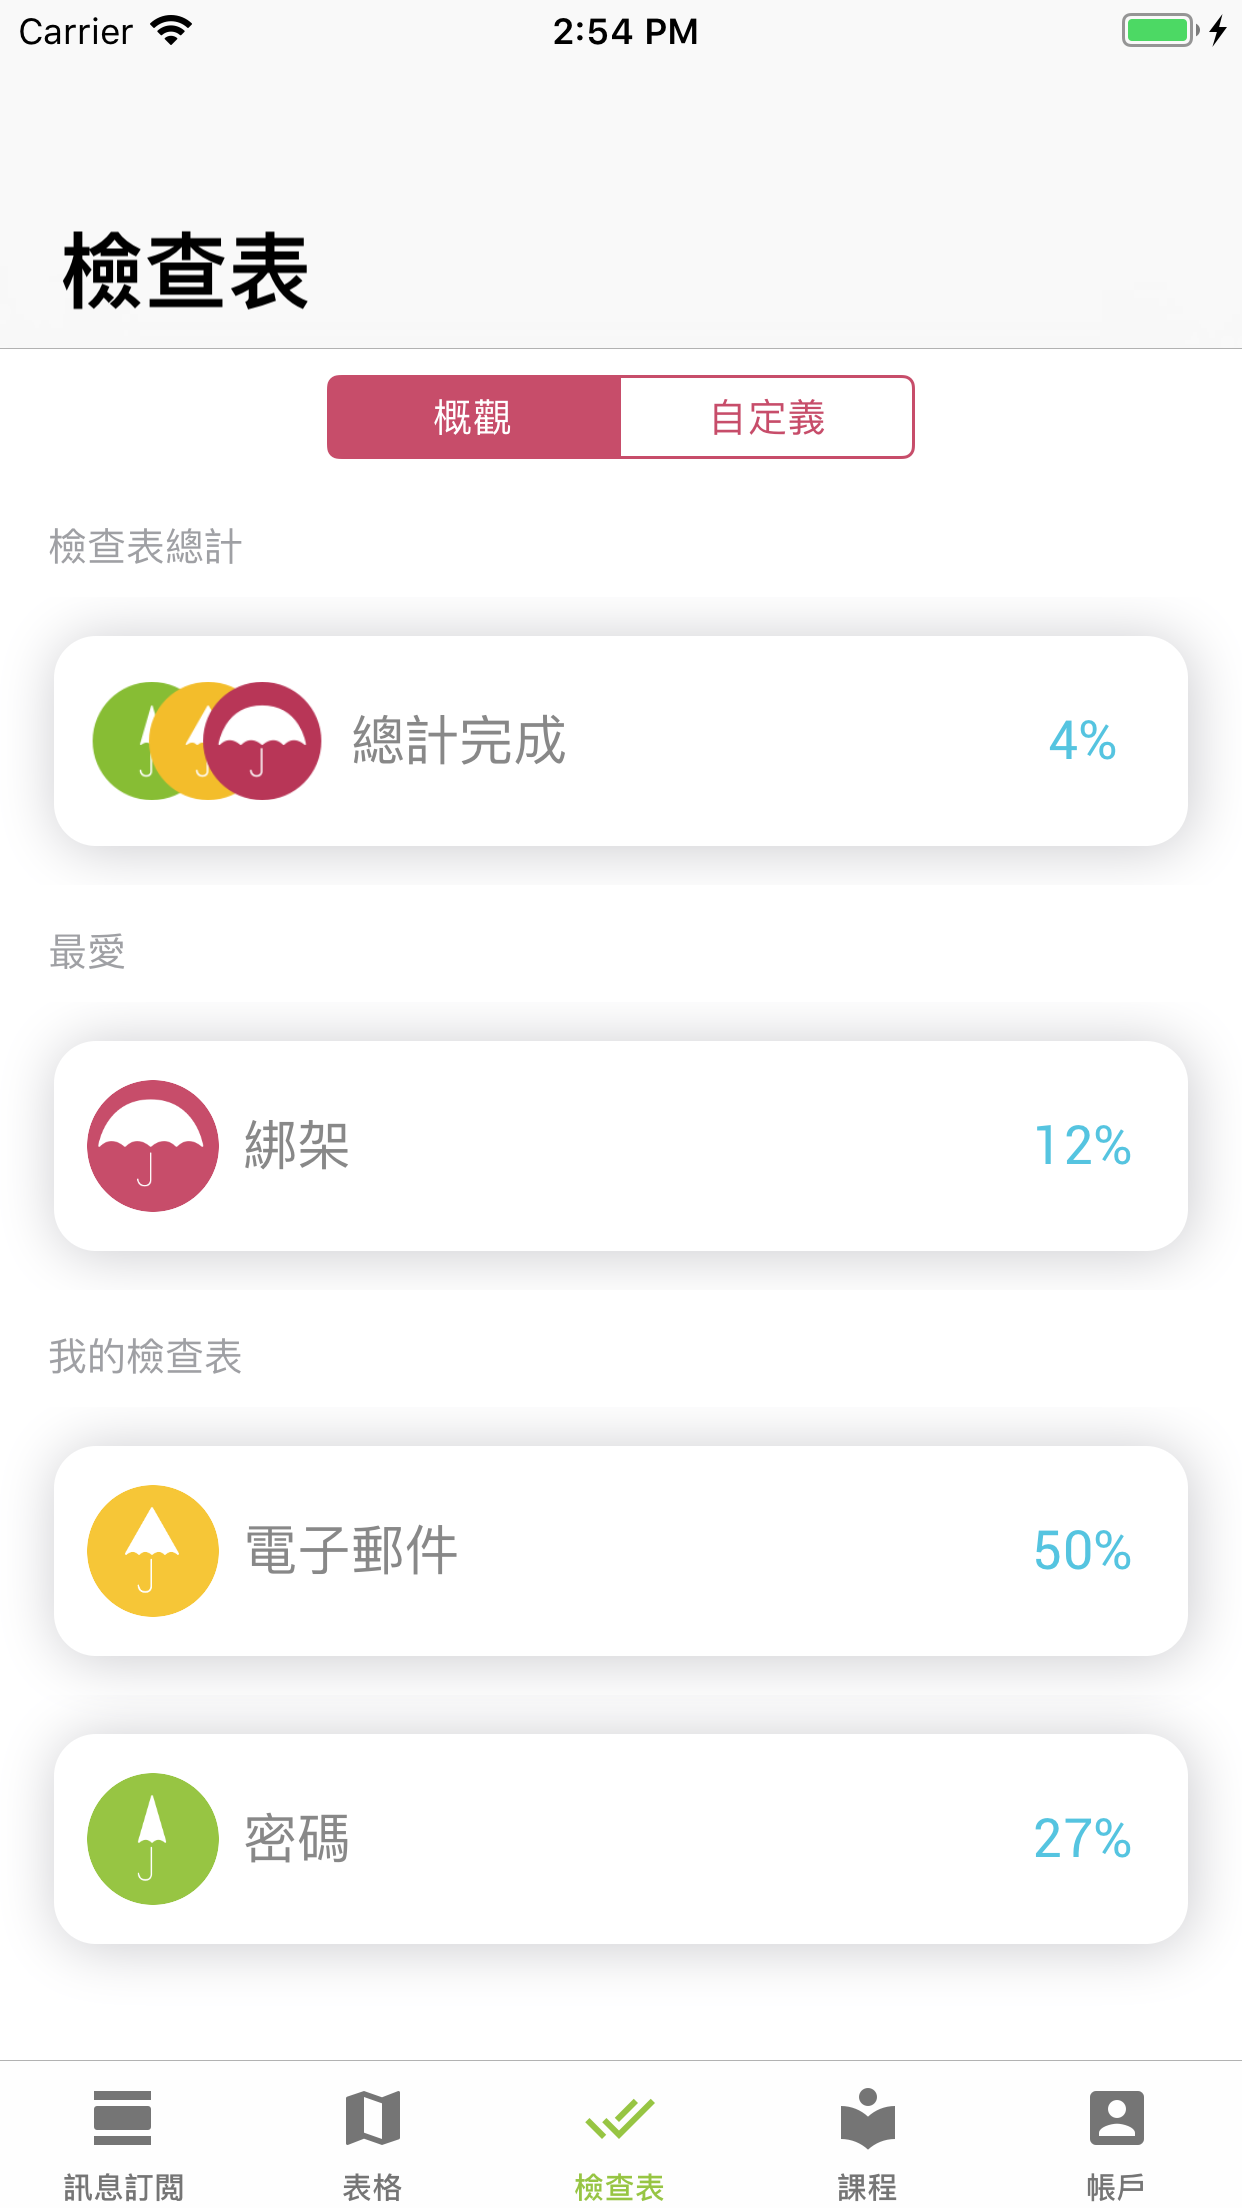 Carrier 2:54 PM
檢查表
概觀 自定義
檢查表總計
總計完成 4%
最愛
綁架 12%
我的檢查表
電子郵件 50%
密碼 27%
訊息訂閱 表格 檢查表 課程 帳戶